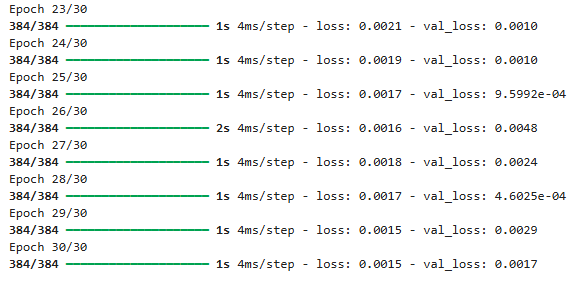 Epoch 23/30
384/384 ━━━━━━━━━━━━━━━━━━━━ 1s 4ms/step - loss: 0.0021 - val_loss: 0.0010
Epoch 24/30
384/384 ━━━━━━━━━━━━━━━━━━━━ 1s 4ms/step - loss: 0.0019 - val_loss: 0.0010
Epoch 25/30
384/384 ━━━━━━━━━━━━━━━━━━━━ 1s 4ms/step - loss: 0.0017 - val_loss: 9.5992e-04
Epoch 26/30
384/384 ━━━━━━━━━━━━━━━━━━━━ 2s 4ms/step - loss: 0.0016 - val_loss: 0.0048
Epoch 27/30
384/384 ━━━━━━━━━━━━━━━━━━━━ 1s 4ms/step - loss: 0.0018 - val_loss: 0.0024
Epoch 28/30
384/384 ━━━━━━━━━━━━━━━━━━━━ 1s 4ms/step - loss: 0.0017 - val_loss: 4.6025e-04
Epoch 29/30
384/384 ━━━━━━━━━━━━━━━━━━━━ 1s 4ms/step - loss: 0.0015 - val_loss: 0.0029
Epoch 30/30
384/384 ━━━━━━━━━━━━━━━━━━━━ 1s 4ms/step - loss: 0.0015 - val_loss: 0.0017